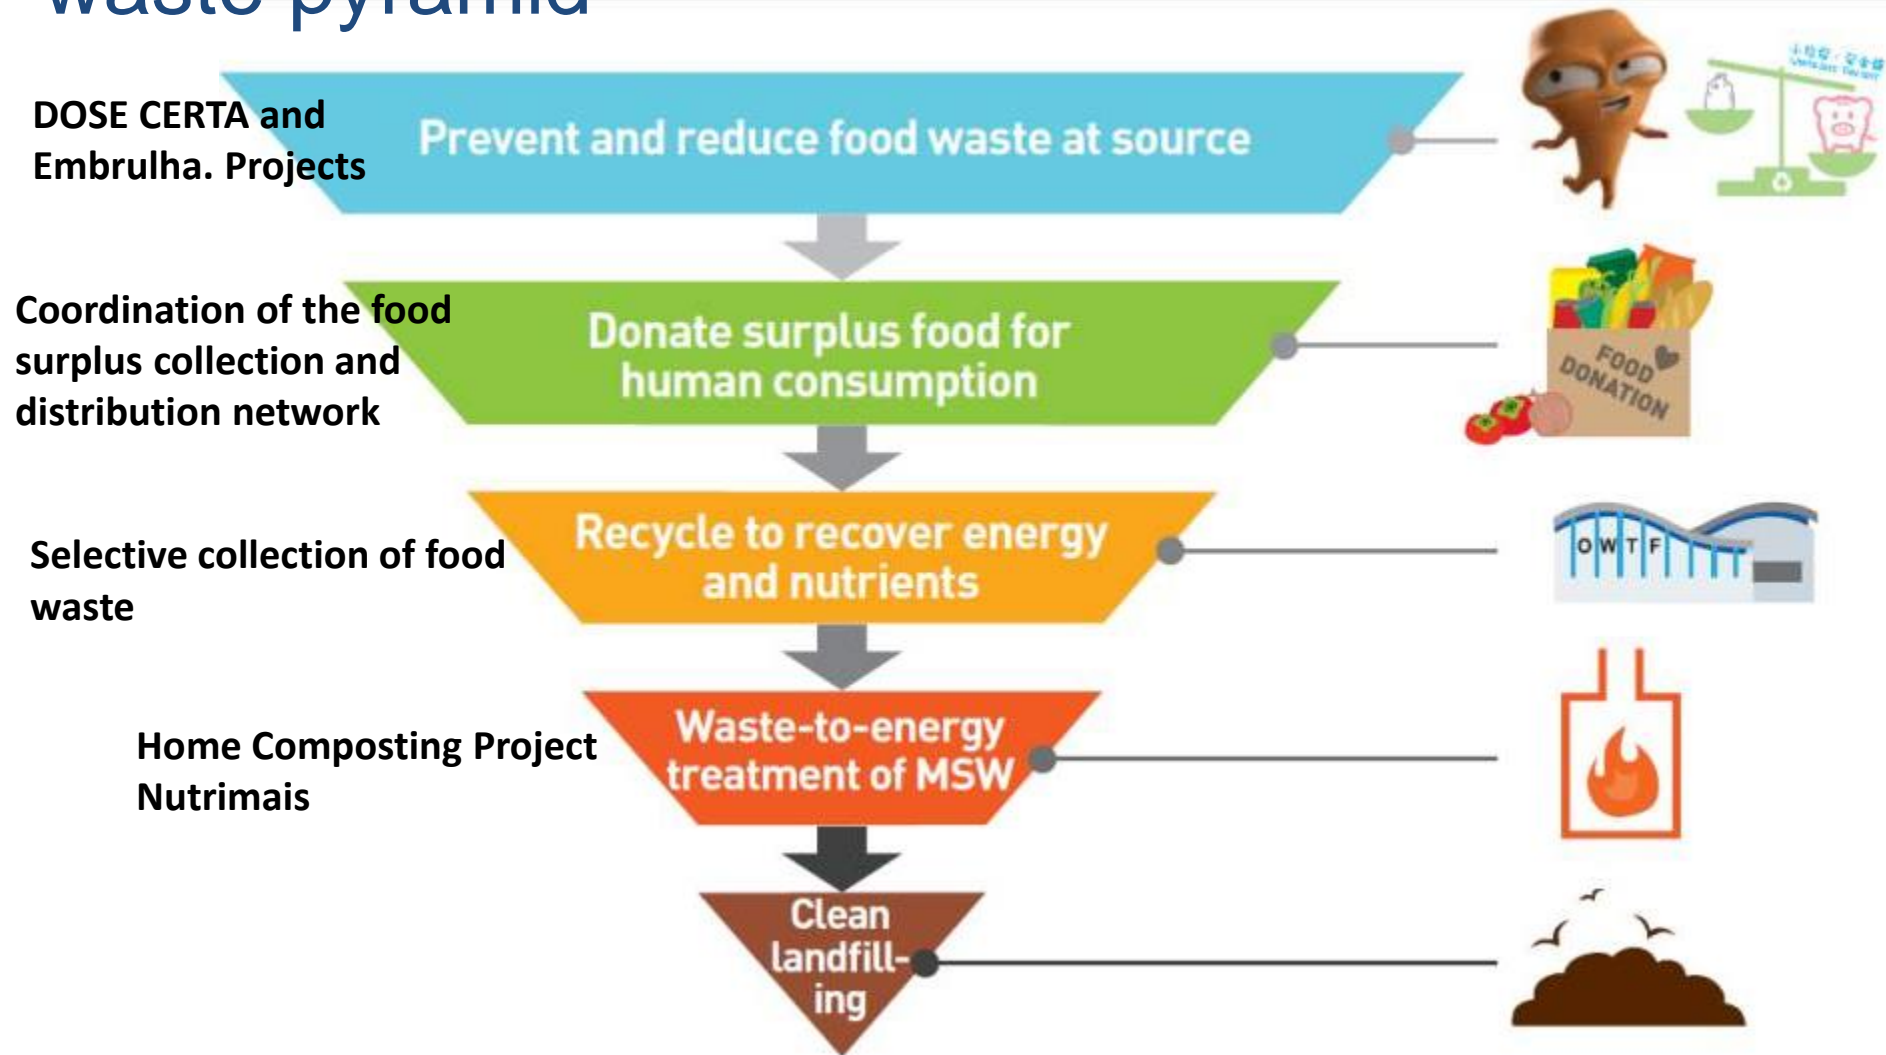 waste pyramid
DOSE CERTA and
Embrulha. Projects
Prevent and reduce food waste at source
Coordination of the food
surplus collection and
distribution network
Donate surplus food for
human consumption
FOOD
DONATION
Selective collection of food
waste
Recycle to recover energy
and nutrients
OWTF
Home Composting Project
Nutrimais
Waste-to-energy
treatment of MSW
Clean
landfill-
ing